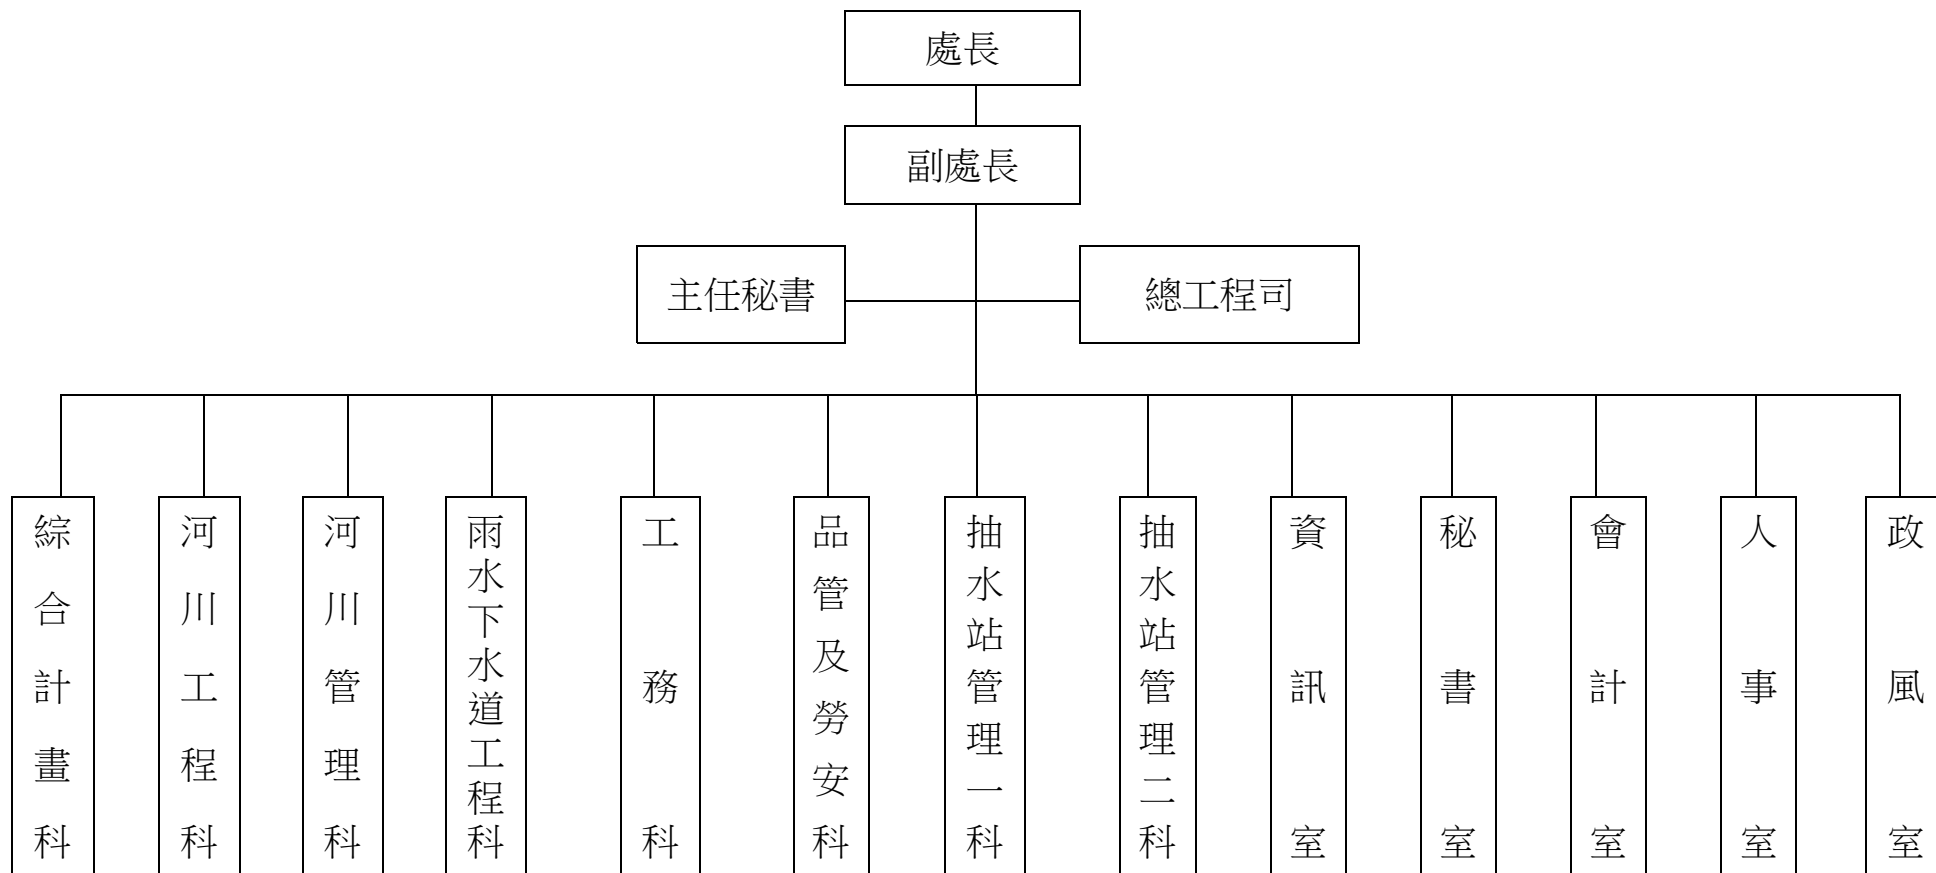 處長
副處長
主任秘書
總工程司
綜合計畫科
河川工程科
河川管理科
雨水下水道工程科
工務科
品管及勞安科
抽水站管理一科
抽水站管理二科
資訊室
秘書室
會計室
人事室
政風室